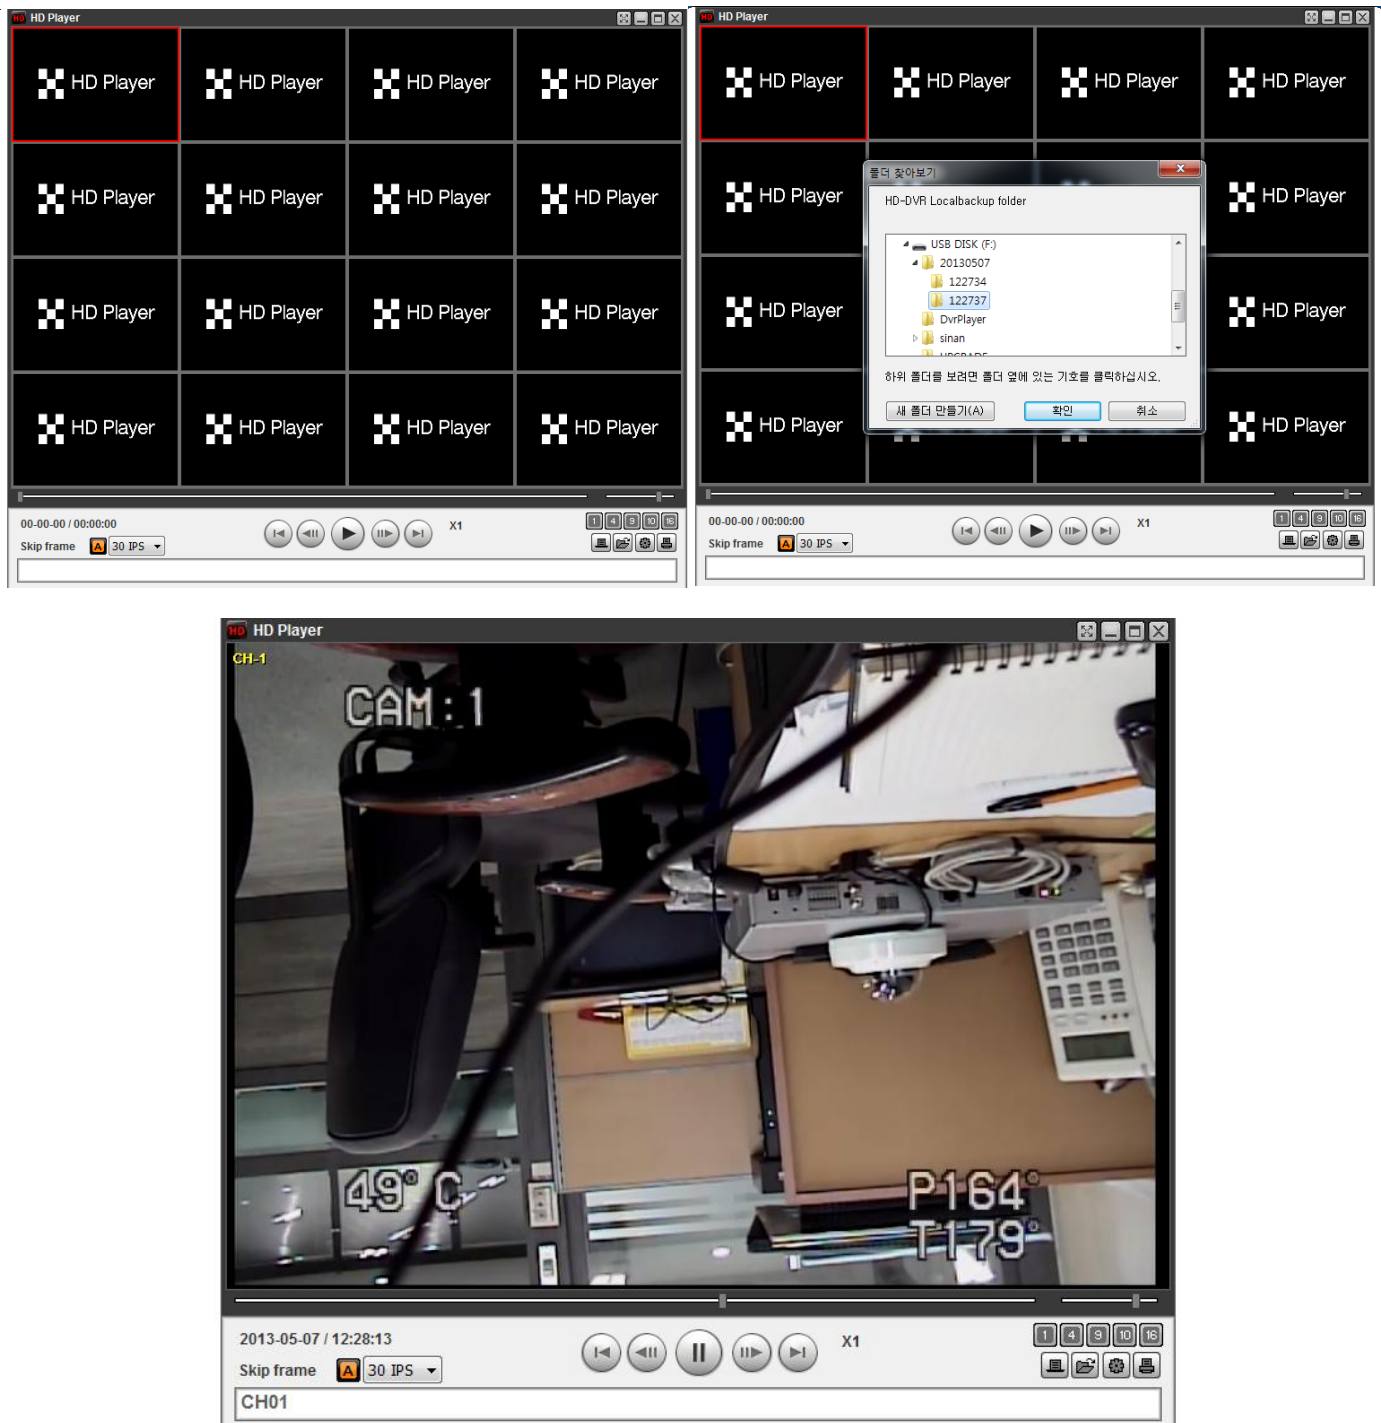 HD Player
HD Player HD Player HD Player HD Player
HD Player HD Player HD Player HD Player
HD Player HD Player HD Player HD Player
HD Player HD Player HD Player HD Player
00-00-00 / 00:00:00
X1
1 4 9 10 16
Skip frame A 30 IPS
HD Player
HD Player HD Player HD Player HD Player
폴더 찾아보기
HD-DVR Localbackup folder
HD Player HD Player
USB DISK (F:)
20130507
122734
122737
DvrPlayer
sinan
UPGRADE
HD Player HD Player
하위 폴더를 보려면 폴더 옆에 있는 기호를 클릭하십시오.
새 폴더 만들기(A) 확인 취소
HD Player HD Player
00-00-00 / 00:00:00
X1
1 4 9 10 16
Skip frame A 30 IPS
HD HD Player
CH-1
CAM:1
49°C
P164°
T179°
2013-05-07 / 12:28:13
X1
1 4 9 10 16
Skip frame A 30 IPS
CH01